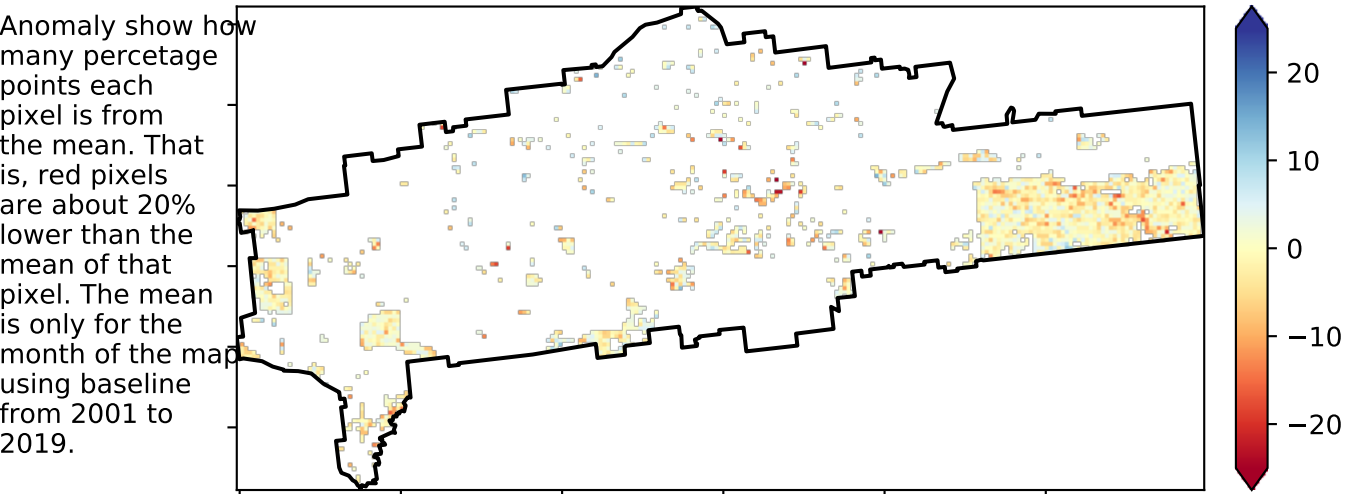 Anomaly show how
many percetage
points each
pixel is from
the mean. That
is, red pixels
are about 20%
lower than the
mean of that
pixel. The mean
is only for the
month of the map
using baseline
from 2001 to
2019.
20
10
0
−10
−20